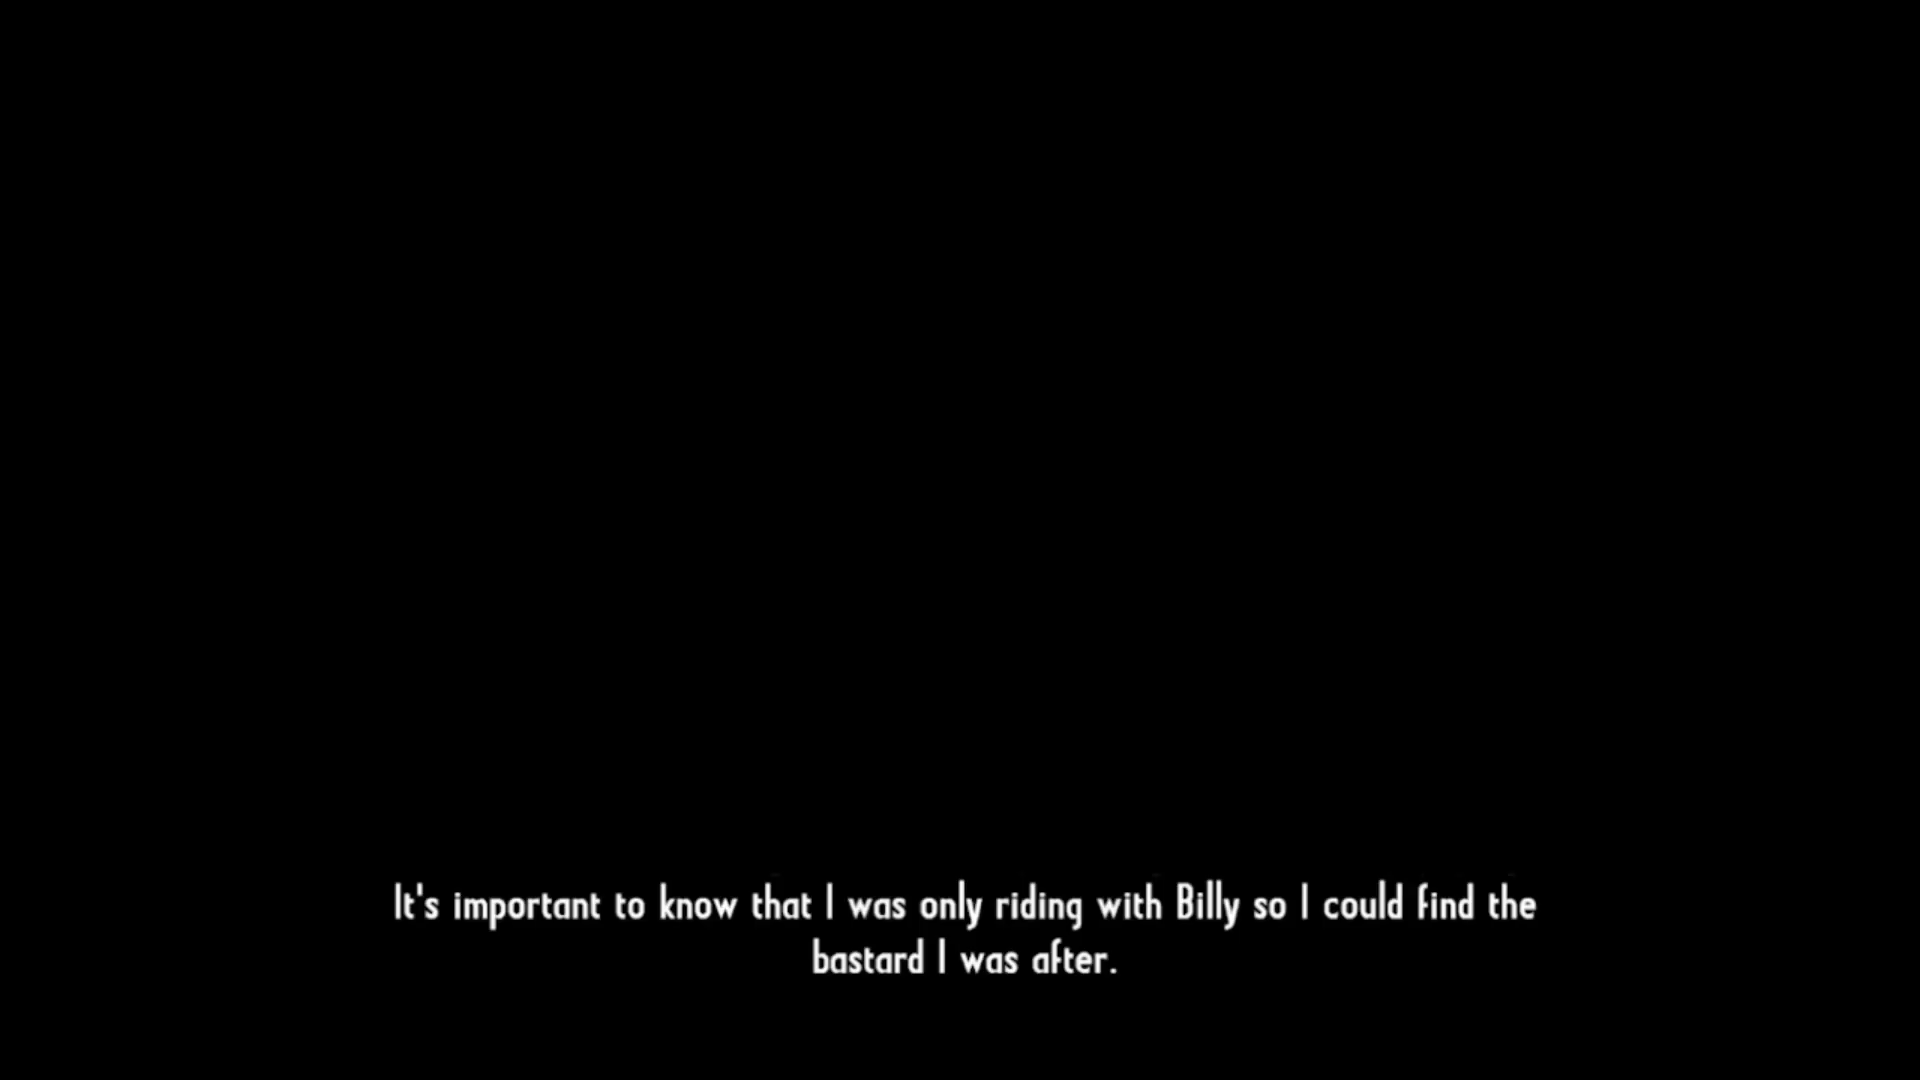 It's important to know that I was only riding with Billy so I could find the
bastard I was after.